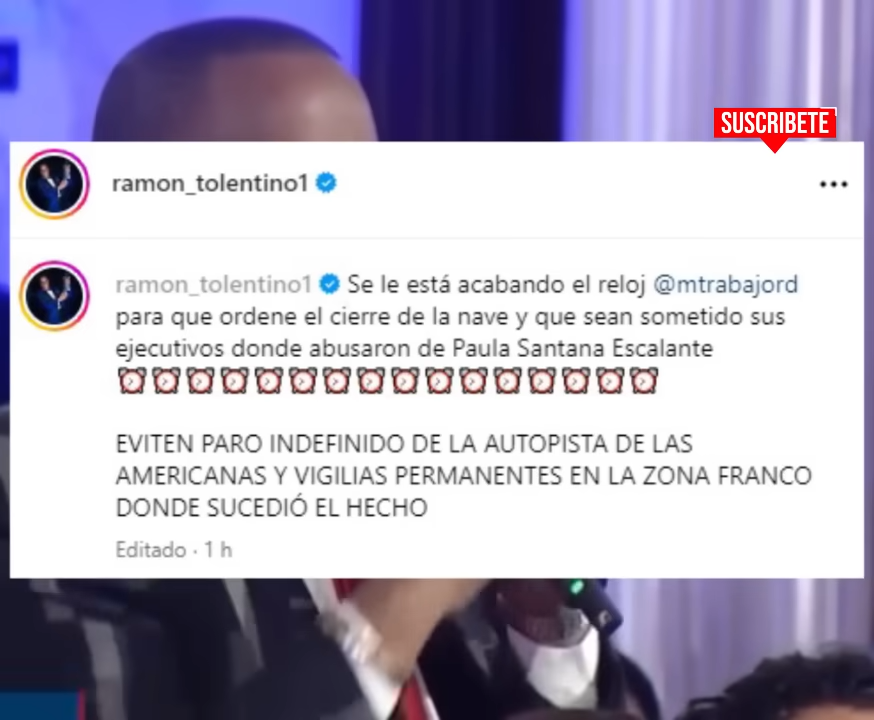 SUSCRIBETE
ramon_tolentino1
ramon_tolentino1 Se le está acabando el reloj @mtrabajord
para que ordene el cierre de la nave y que sean sometido sus
ejecutivos donde abusaron de Paula Santana Escalante
⏰⏰⏰⏰⏰⏰⏰⏰⏰⏰⏰⏰⏰⏰⏰⏰
EVITEN PARO INDEFINIDO DE LA AUTOPISTA DE LAS
AMERICANAS Y VIGILIAS PERMANENTES EN LA ZONA FRANCO
DONDE SUCEDIÓ EL HECHO
Editado · 1 h